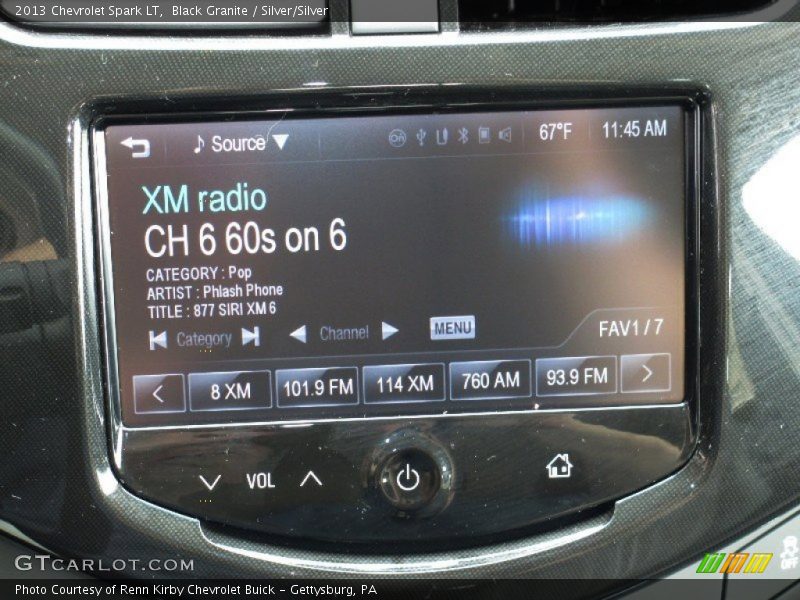 2013 Chevrolet Spark LT, Black Granite / Silver/Silver
Source 67°F 11:45 AM
XM radio
CH 6 60s on 6
CATEGORY : Pop
ARTIST : Phlash Phone
TITLE : 877 SIRI XM 6
Category Channel MENU FAV1 / 7
< 8 XM 101.9 FM 114 XM 760 AM 93.9 FM >
VOL
GTCARLOT.COM
Photo Courtesy of Renn Kirby Chevrolet Buick - Gettysburg, PA